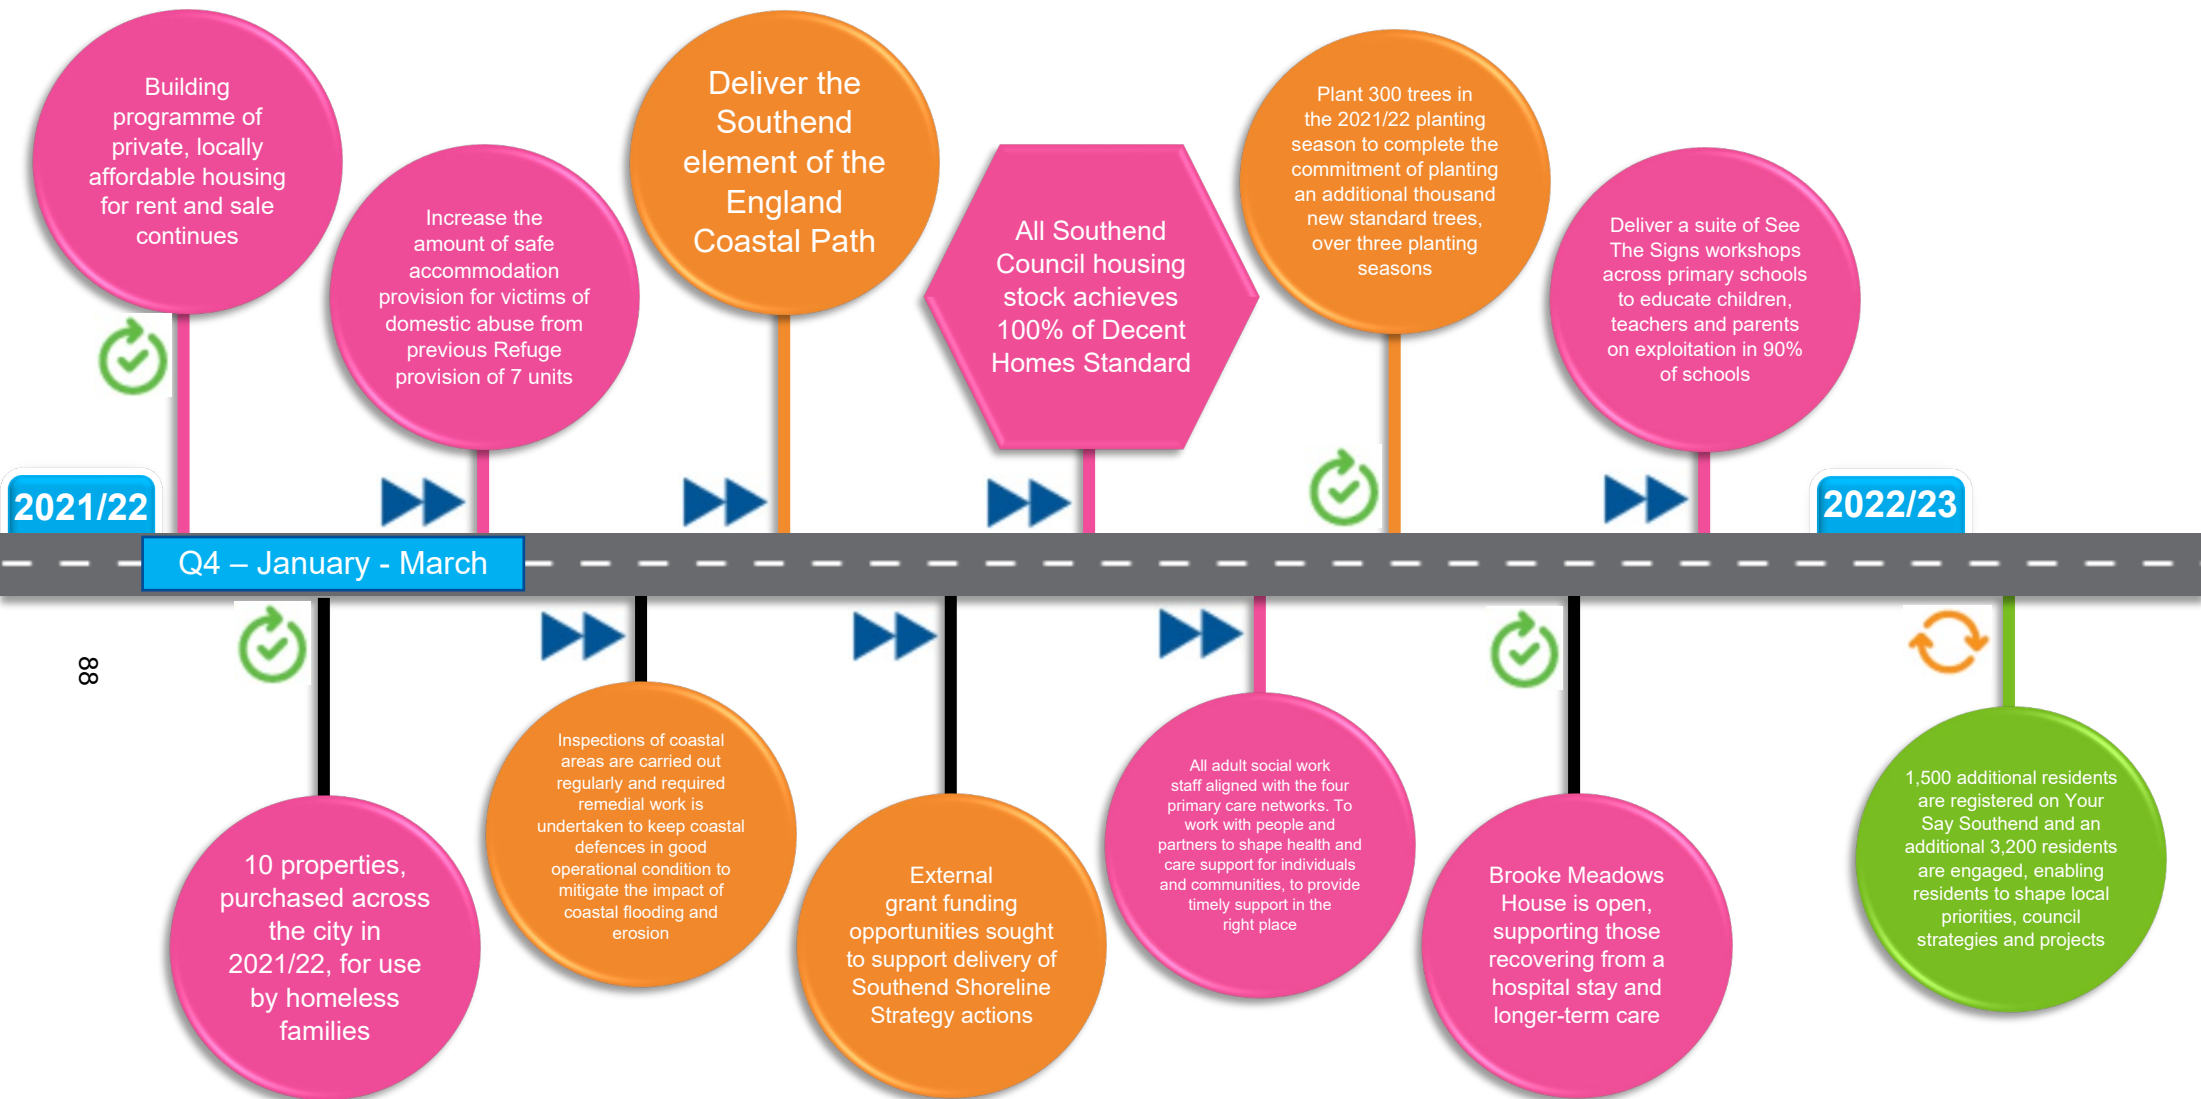 Building
programme of
private, locally
affordable housing
for rent and sale
continues
Increase the
amount of safe
accommodation
provision for victims of
domestic abuse from
previous Refuge
provision of 7 units
Deliver the
Southend
element of the
England
Coastal Path
All Southend
Council housing
stock achieves
100% of Decent
Homes Standard
Plant 300 trees in
the 2021/22 planting
season to complete the
commitment of planting
an additional thousand
new standard trees,
over three planting
seasons
Deliver a suite of See
The Signs workshops
across primary schools
to educate children,
teachers and parents
on exploitation in 90%
of schools
2021/22
2022/23
Q4 – January - March
88
10 properties,
purchased across
the city in
2021/22, for use
by homeless
families
Inspections of coastal
areas are carried out
regularly and required
remedial work is
undertaken to keep coastal
defences in good
operational condition to
mitigate the impact of
coastal flooding and
erosion
External
grant funding
opportunities sought
to support delivery of
Southend Shoreline
Strategy actions
All adult social work
staff aligned with the four
primary care networks. To
work with people and
partners to shape health and
care support for individuals
and communities, to provide
timely support in the
right place
Brooke Meadows
House is open,
supporting those
recovering from a
hospital stay and
longer-term care
1,500 additional residents
are registered on Your
Say Southend and an
additional 3,200 residents
are engaged, enabling
residents to shape local
priorities, council
strategies and projects